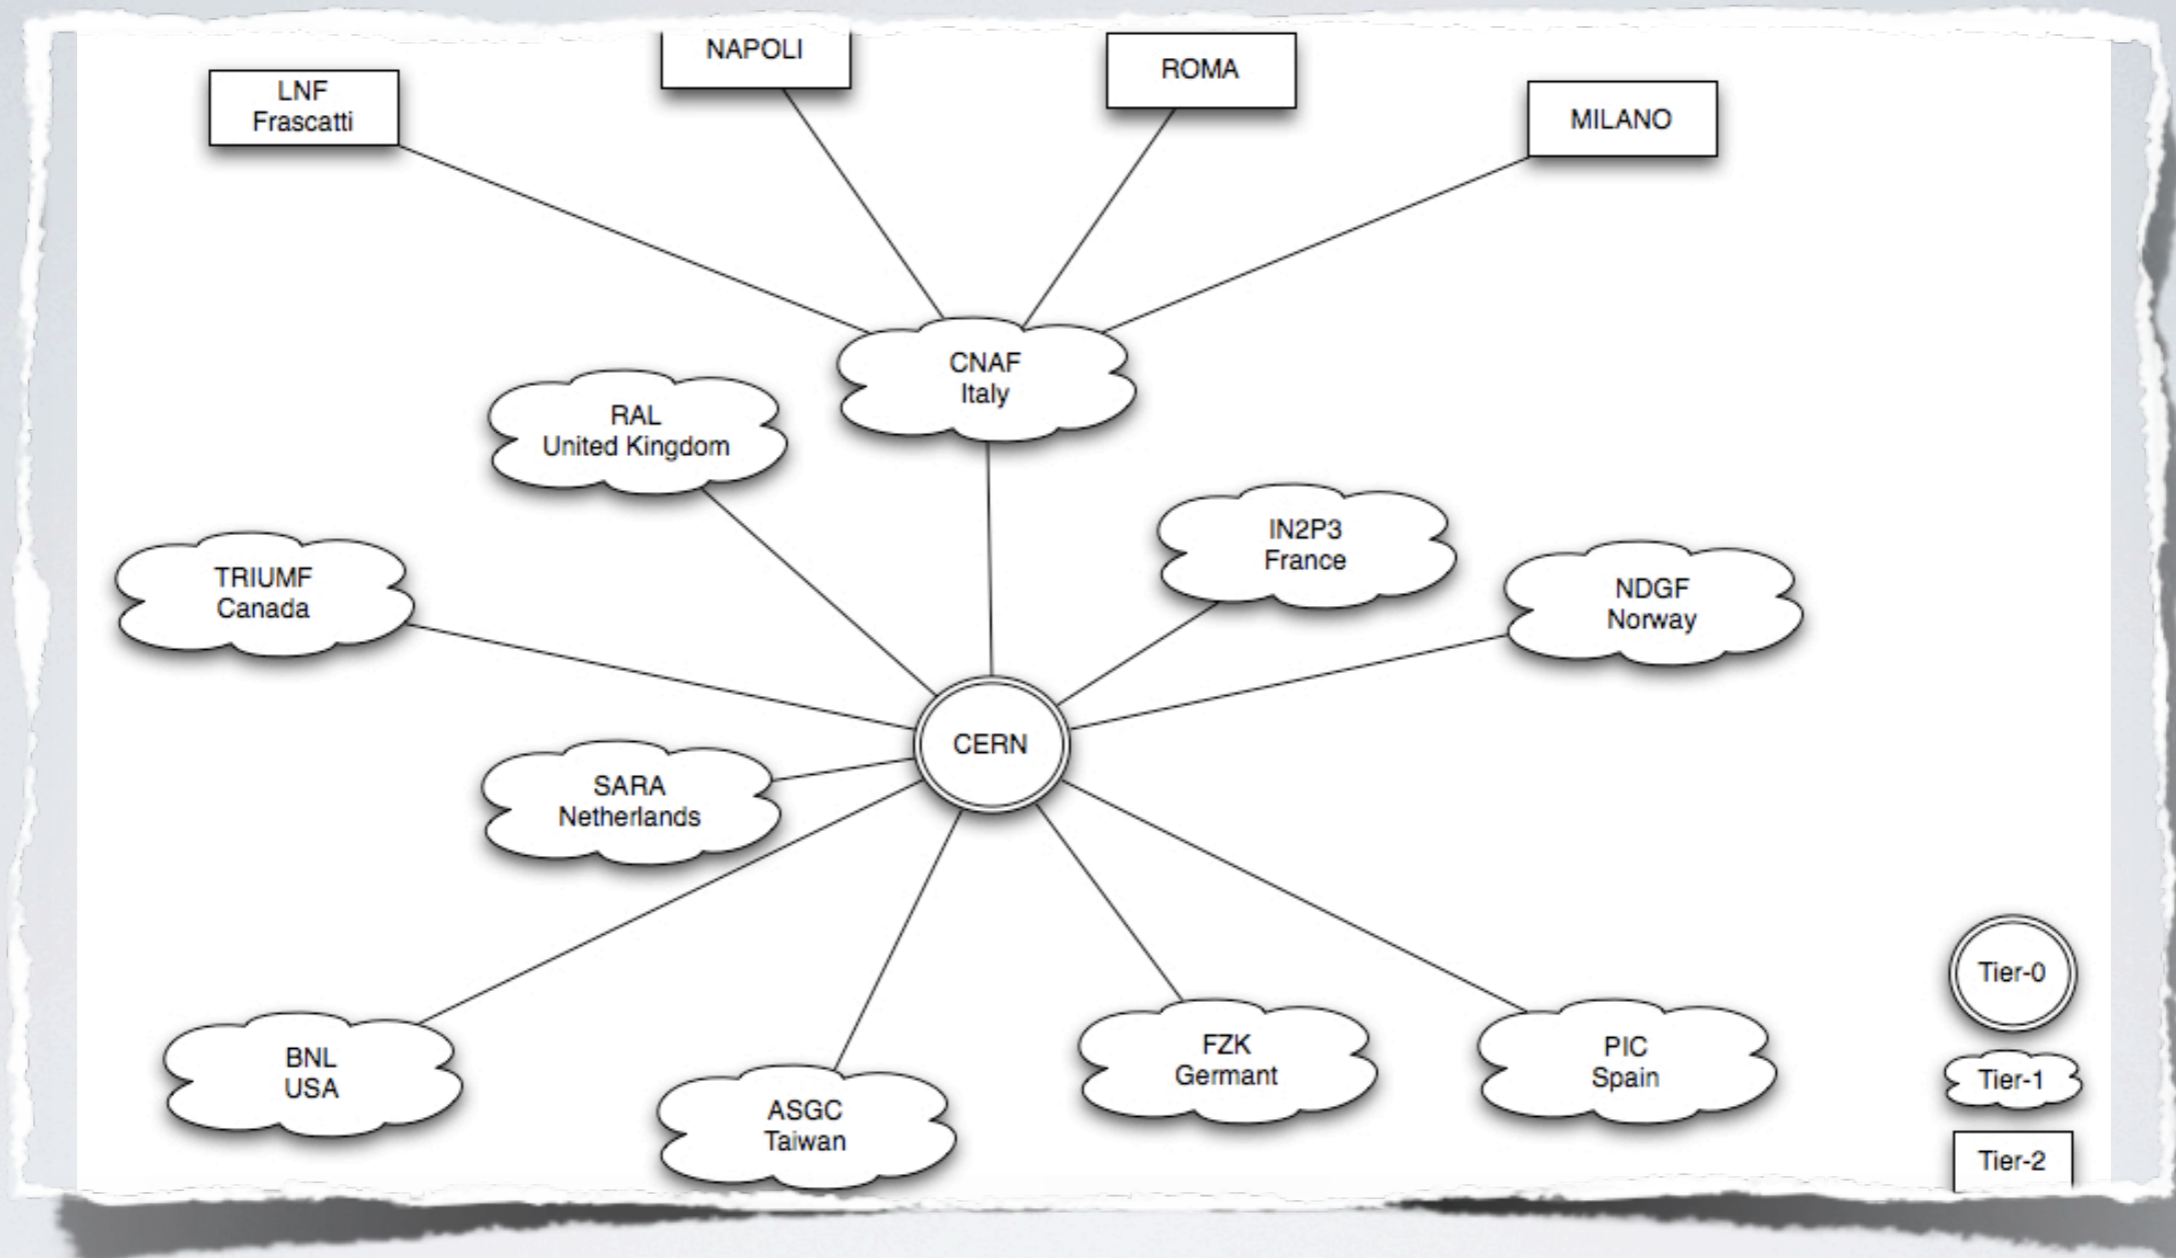 NAPOLI
ROMA
LNF
Frascatti
MILANO
CNAF
Italy
RAL
United Kingdom
IN2P3
France
TRIUMF
Canada
NDGF
Norway
CERN
SARA
Netherlands
BNL
USA
ASGC
Taiwan
FZK
Germant
PIC
Spain
Tier-0
Tier-1
Tier-2